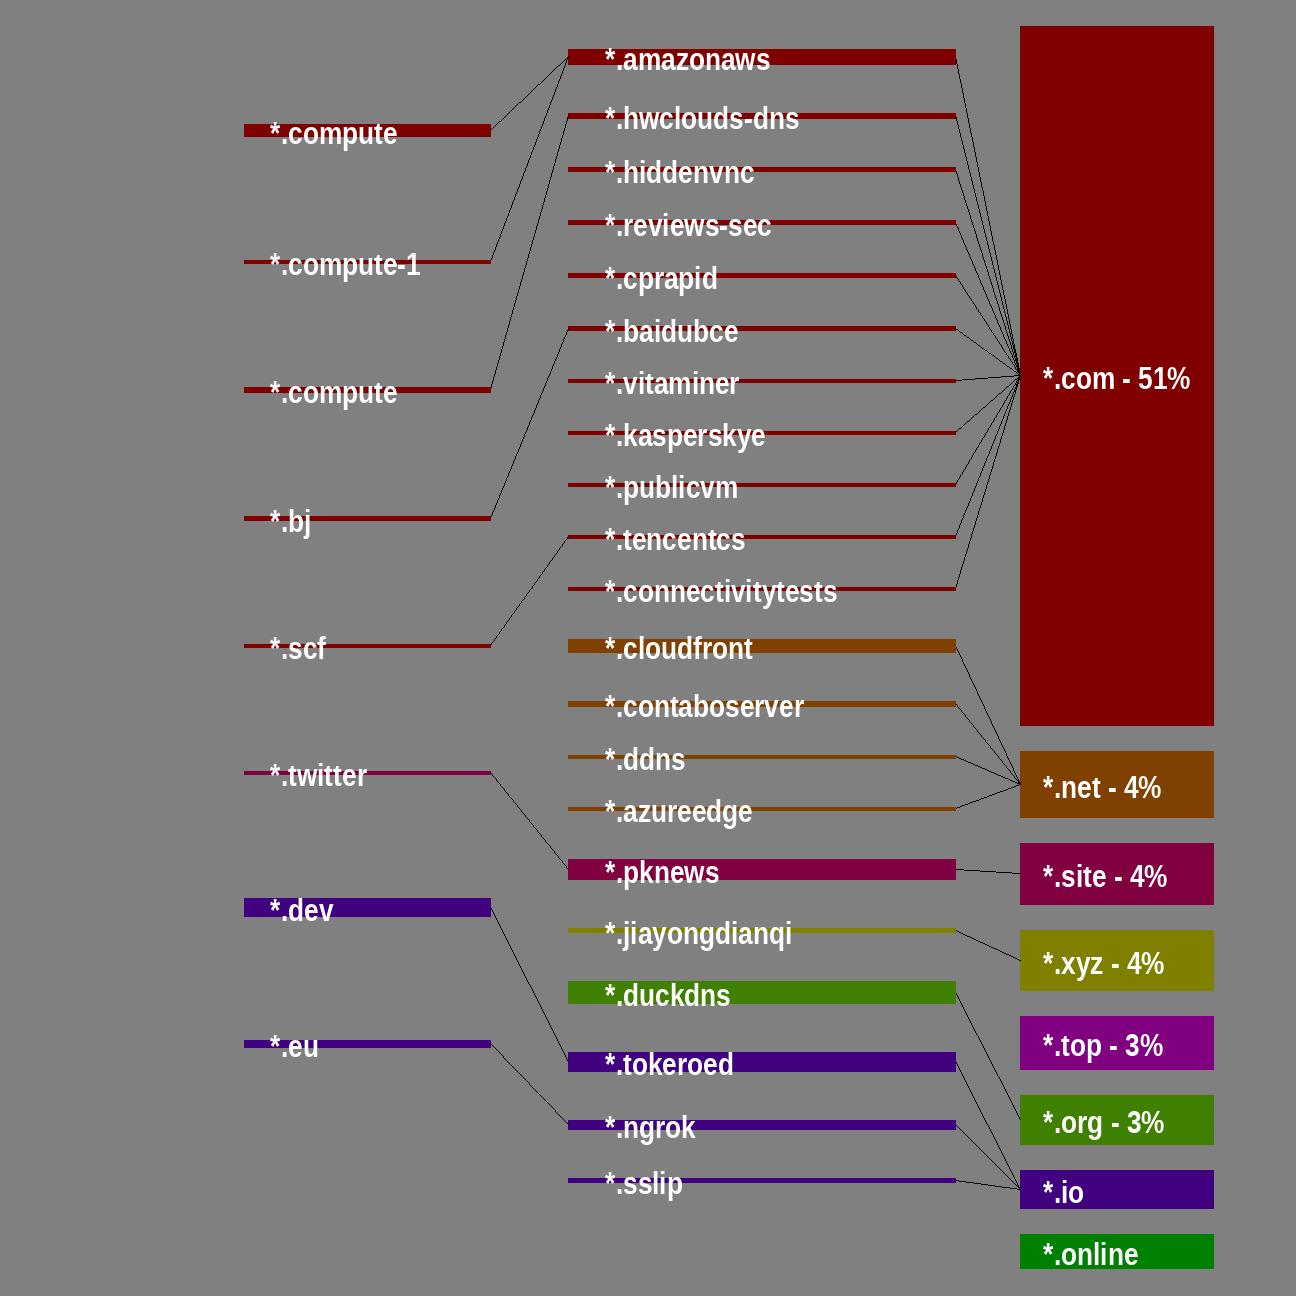 *.compute
*.compute-1
*.compute
*.bj
*.scf
*.twitter
*.dev
*.eu
*.amazonaws
*.hwclouds-dns
*.hiddenvnc
*.reviews-sec
*.cprapid
*.baidubce
*.vitaminer
*.kasperskye
*.publicvm
*.tencentcs
*.connectivitytests
*.cloudfront
*.contaboserver
*.ddns
*.azureedge
*.pknews
*.jiayongdianqi
*.duckdns
*.tokeroed
*.ngrok
*.sslip
*.com - 51%
*.net - 4%
*.site - 4%
*.xyz - 4%
*.top - 3%
*.org - 3%
*.io
*.online